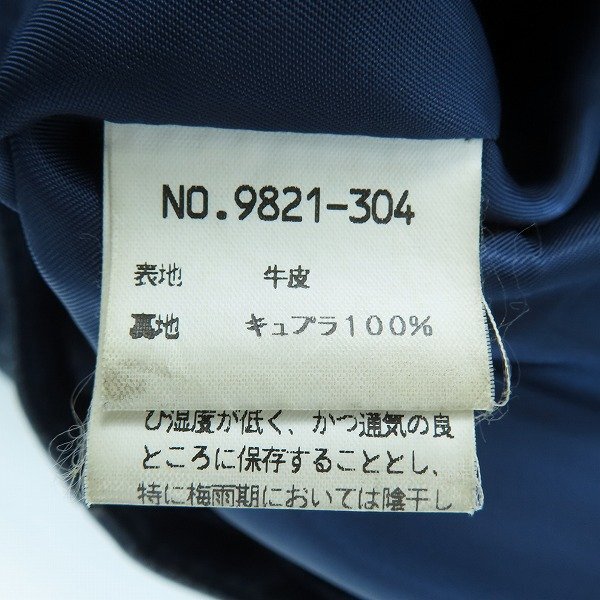 NO.9821-304
表地 牛皮
裏地 キュプラ100%
び湿度が低く、かつ通気の良
ところに保存することとし、
特に梅雨期においては陰干し